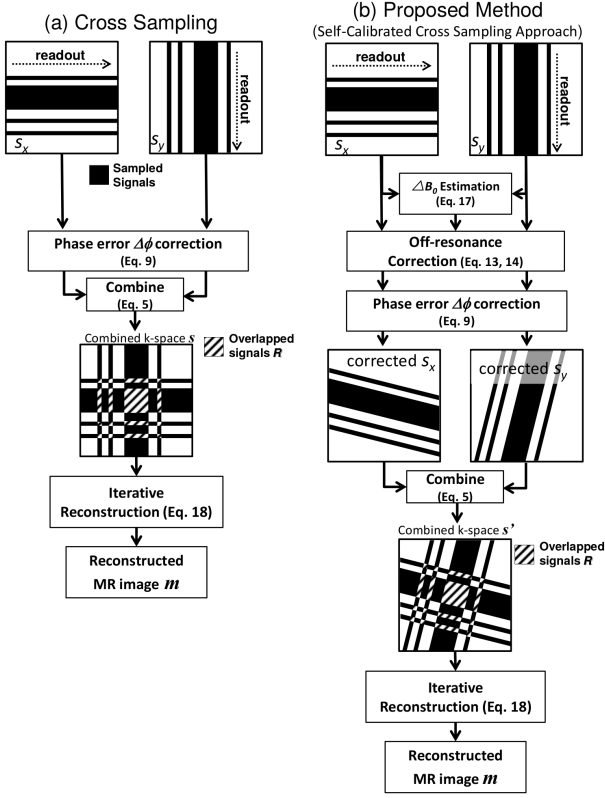 (a) Cross Sampling
readout
Sx
readout
Sy
Sampled
Signals
Phase error Δϕ correction
(Eq. 9)
Combine
(Eq. 5)
Combined k-space s
Overlapped
signals R
Iterative
Reconstruction (Eq. 18)
Reconstructed
MR image m
(b) Proposed Method
(Self-Calibrated Cross Sampling Approach)
readout
Sx
readout
Sy
△B0 Estimation
(Eq. 17)
Off-resonance
Correction (Eq. 13, 14)
Phase error Δϕ correction
(Eq. 9)
corrected Sx
corrected Sy
Combine
(Eq. 5)
Combined k-space s’
Overlapped
signals R
Iterative
Reconstruction (Eq. 18)
Reconstructed
MR image m